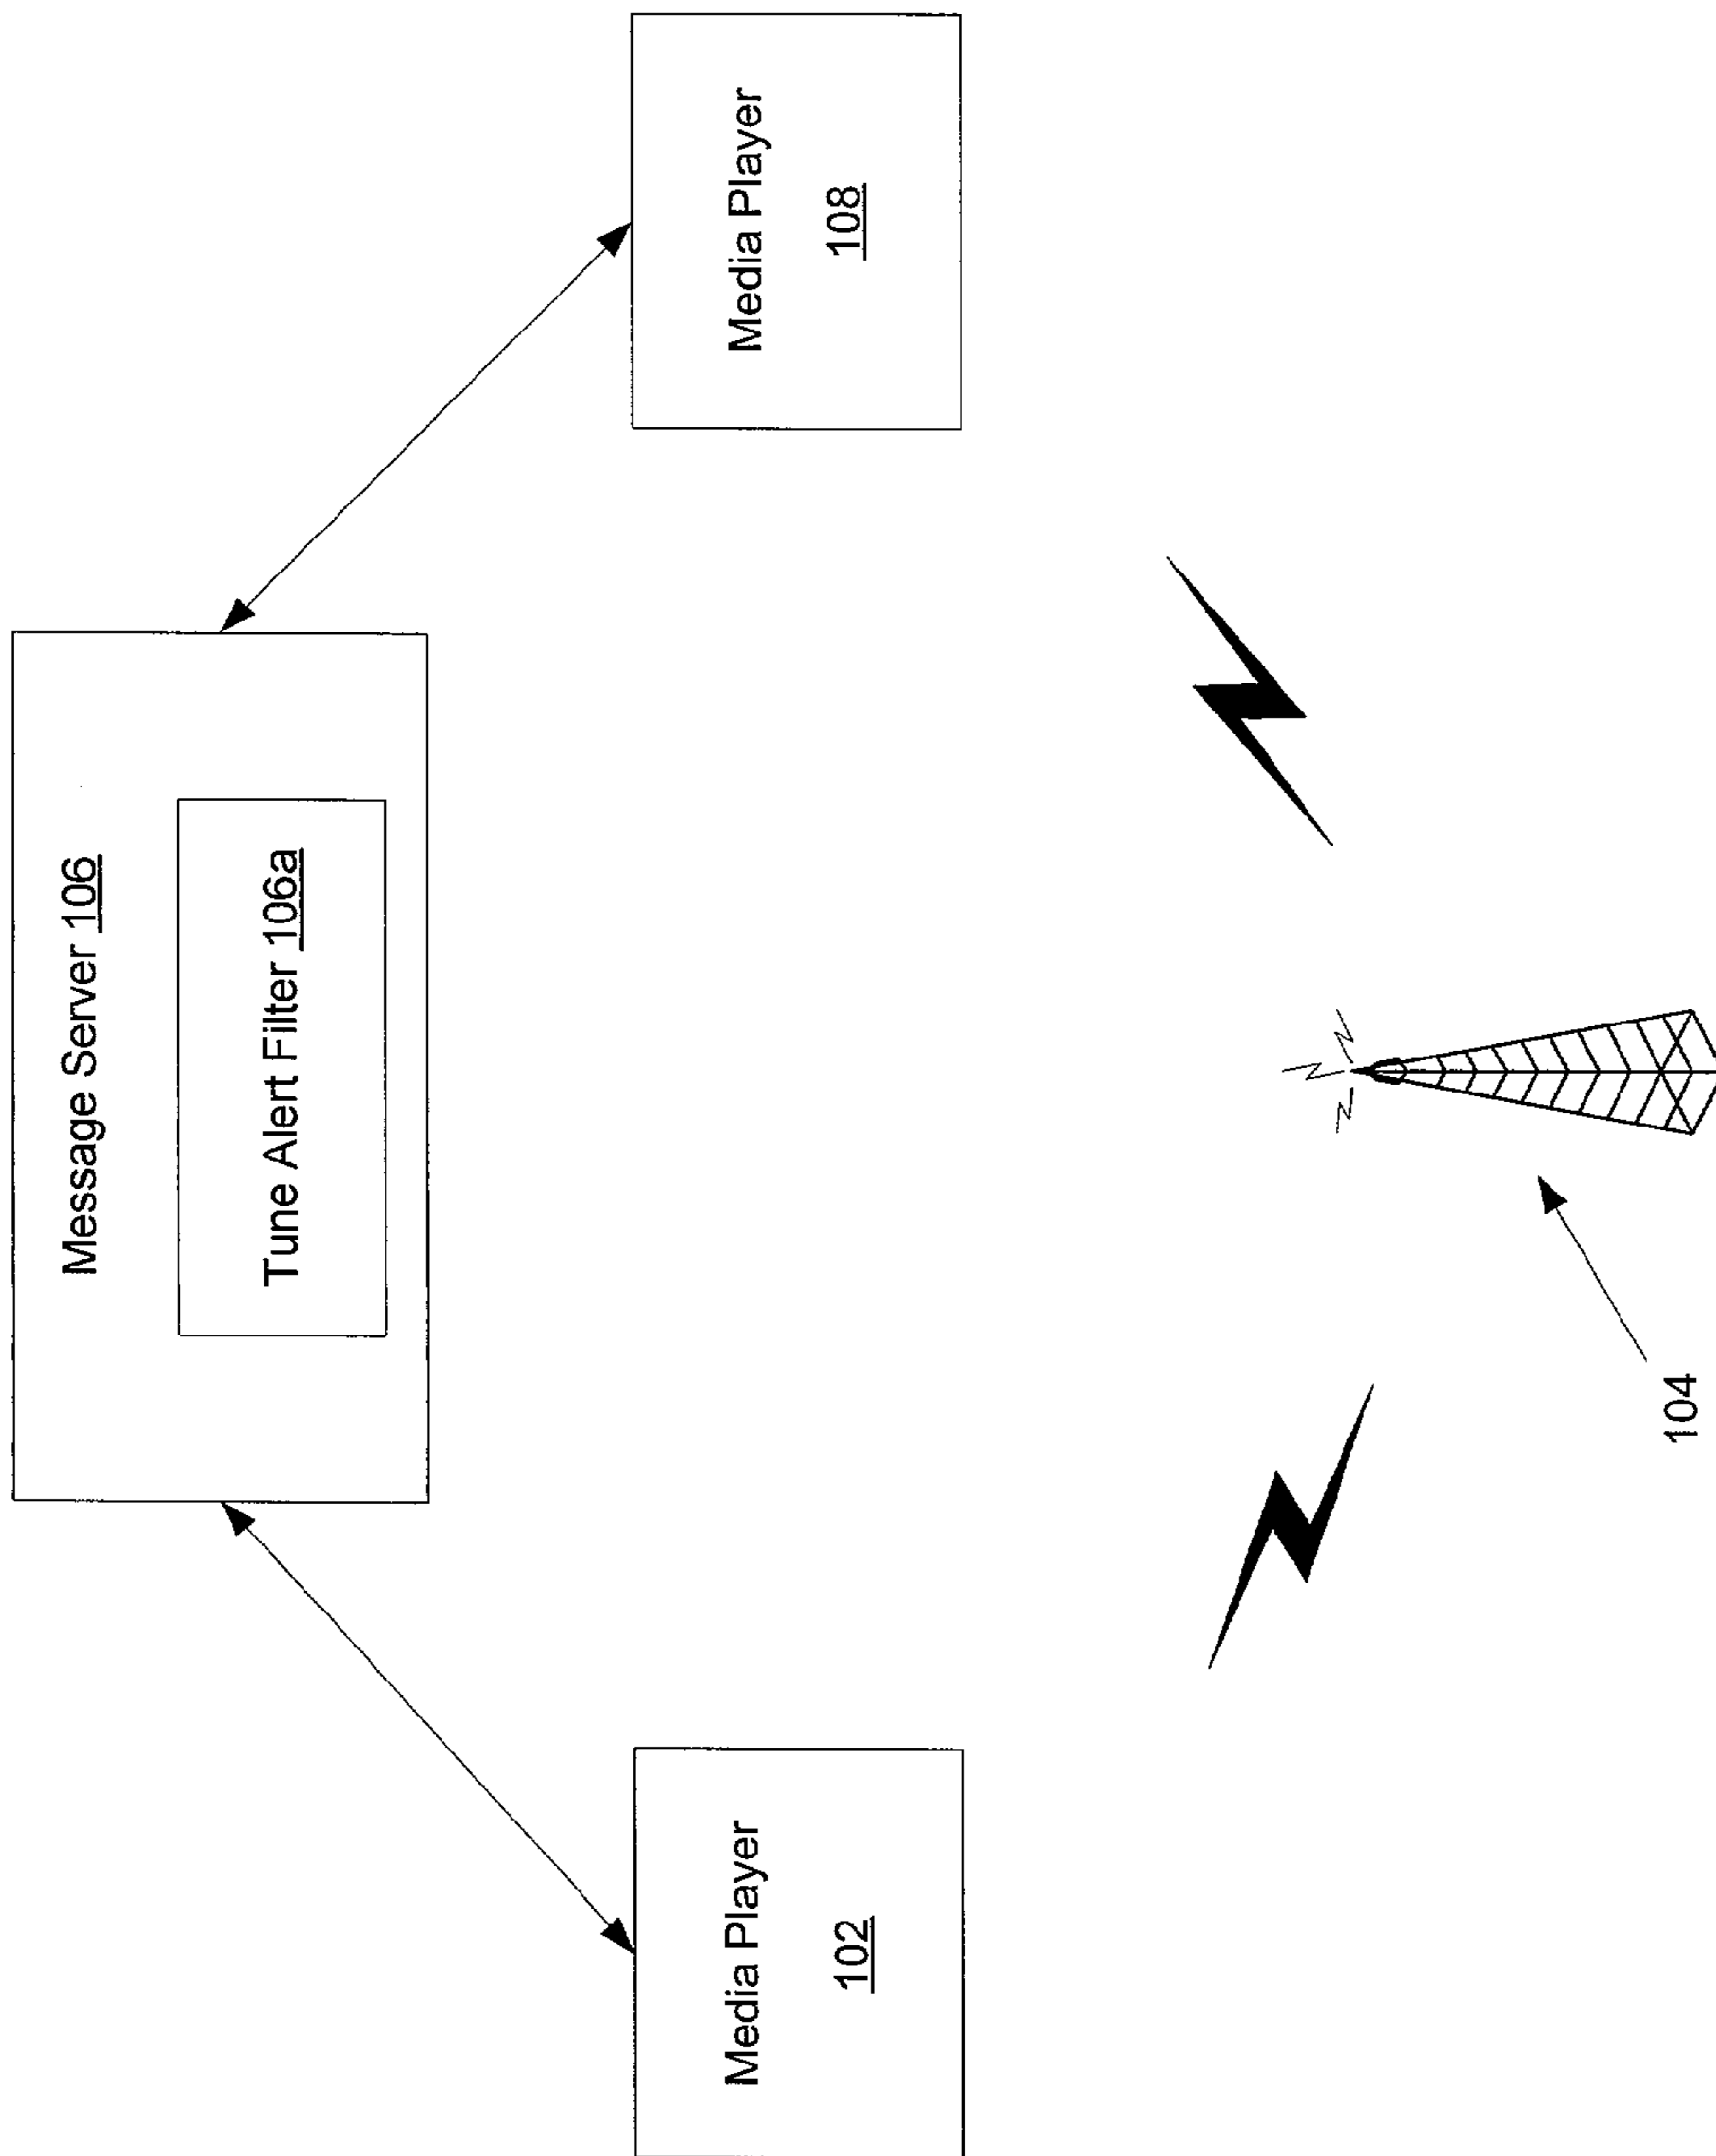 Message Server 106
Tune Alert Filter 106a
Media Player
102
Media Player
108
104